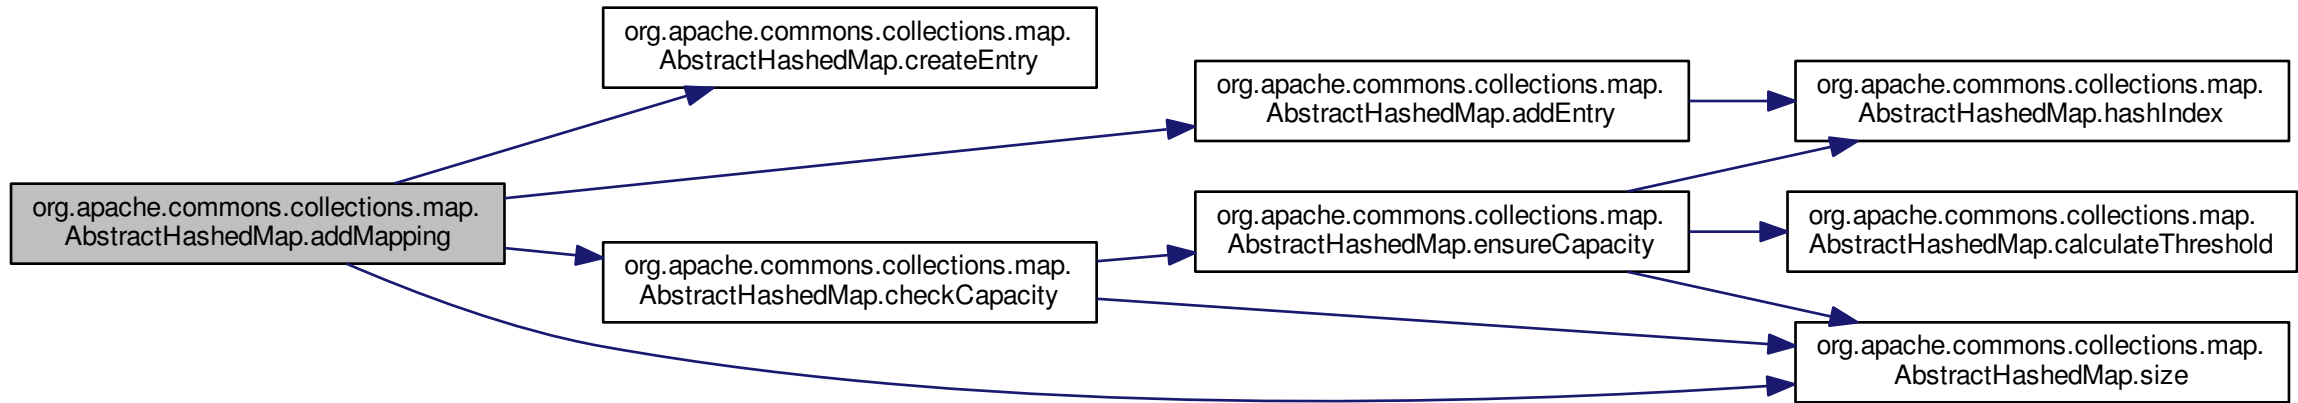 org.apache.commons.collections.map.
AbstractHashedMap.addMapping
org.apache.commons.collections.map.
AbstractHashedMap.createEntry
org.apache.commons.collections.map.
AbstractHashedMap.checkCapacity
org.apache.commons.collections.map.
AbstractHashedMap.addEntry
org.apache.commons.collections.map.
AbstractHashedMap.ensureCapacity
org.apache.commons.collections.map.
AbstractHashedMap.hashIndex
org.apache.commons.collections.map.
AbstractHashedMap.calculateThreshold
org.apache.commons.collections.map.
AbstractHashedMap.size